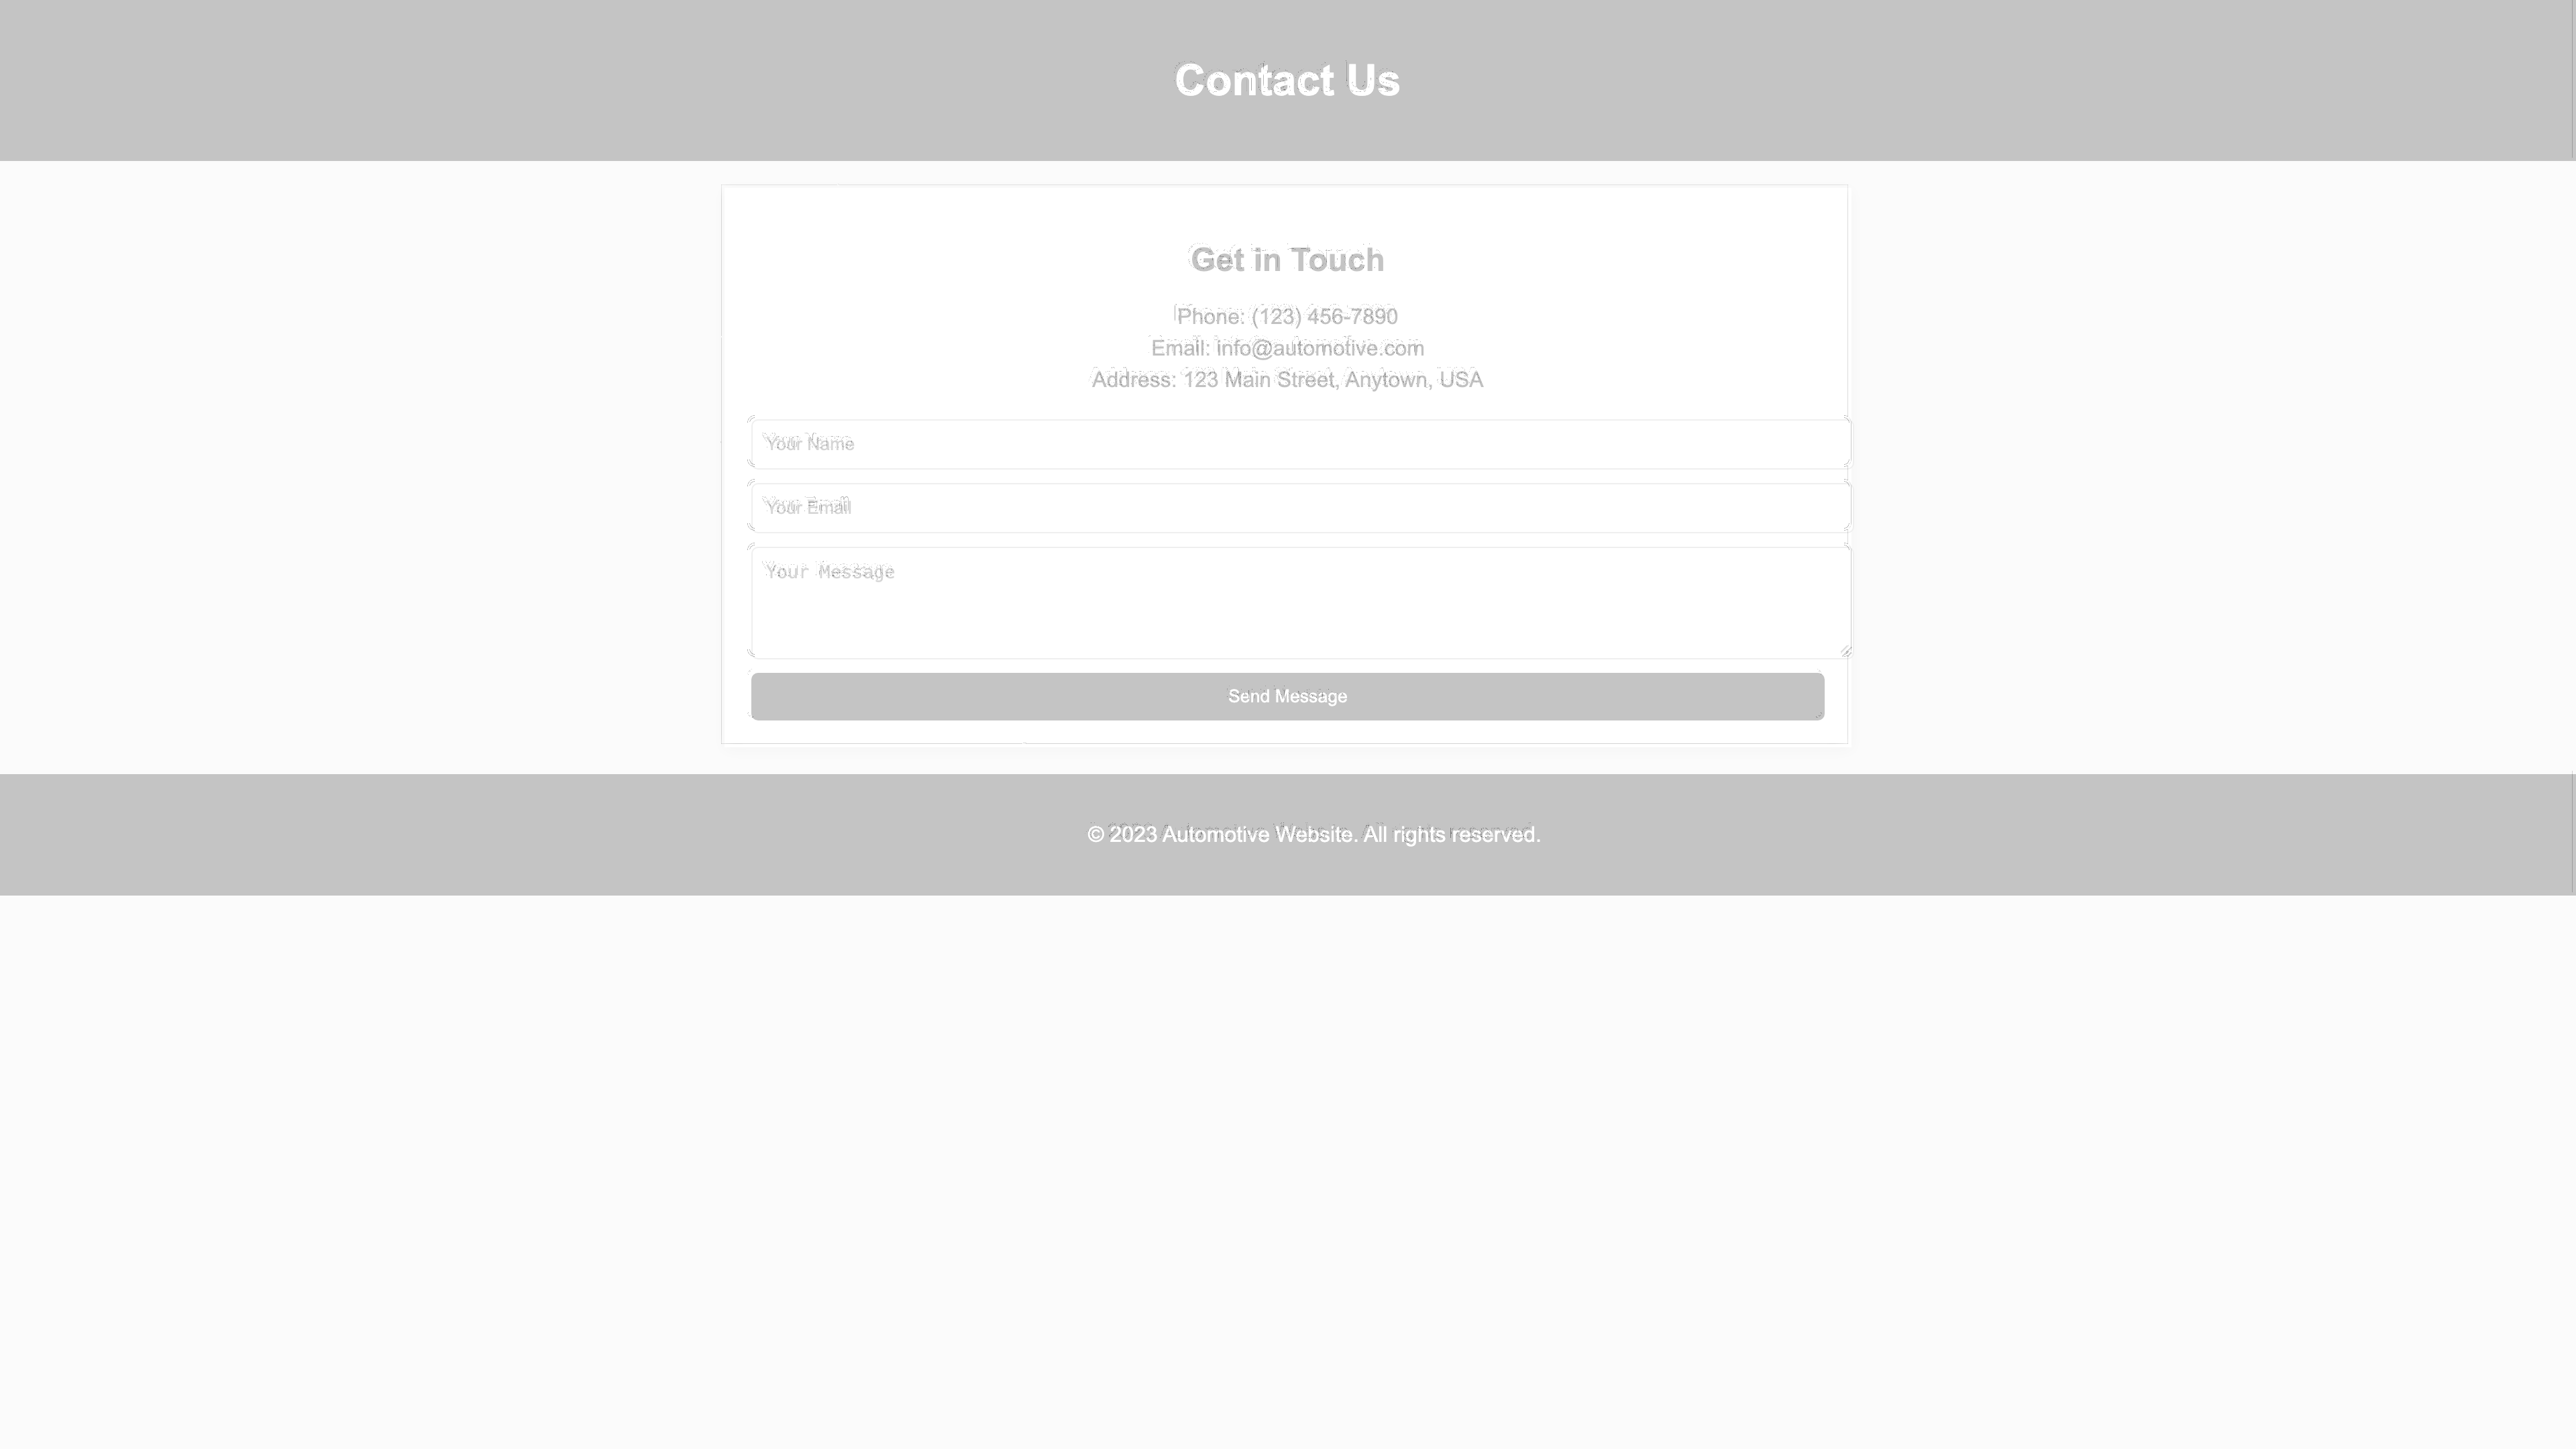 Contact Us
Get in Touch
Phone: (123) 456-7890
Email: info@automotive.com
Address: 123 Main Street, Anytown, USA
Your Name
Your Email
Your Message
Send Message
© 2023 Automotive Website. All rights reserved.